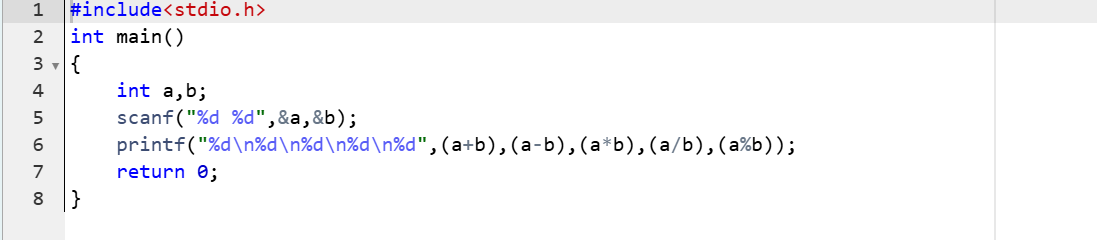 1 #include<stdio.h>
2 int main()
3 {
4 int a,b;
5 scanf("%d %d",&a,&b);
6 printf("%d\n%d\n%d\n%d\n%d",(a+b),(a-b),(a*b),(a/b),(a%b));
7 return 0;
8 }